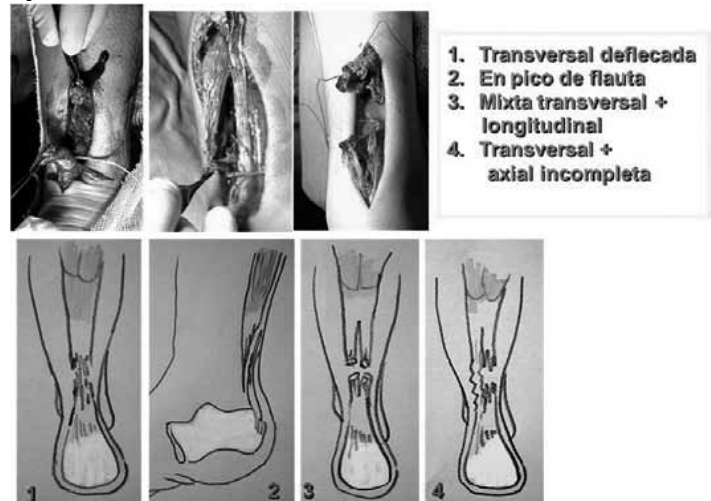 1. Transversal deflecada
2. En pico de flauta
3. Mixta transversal +
longitudinal
4. Transversal +
axial incompleta
1
2
3
4